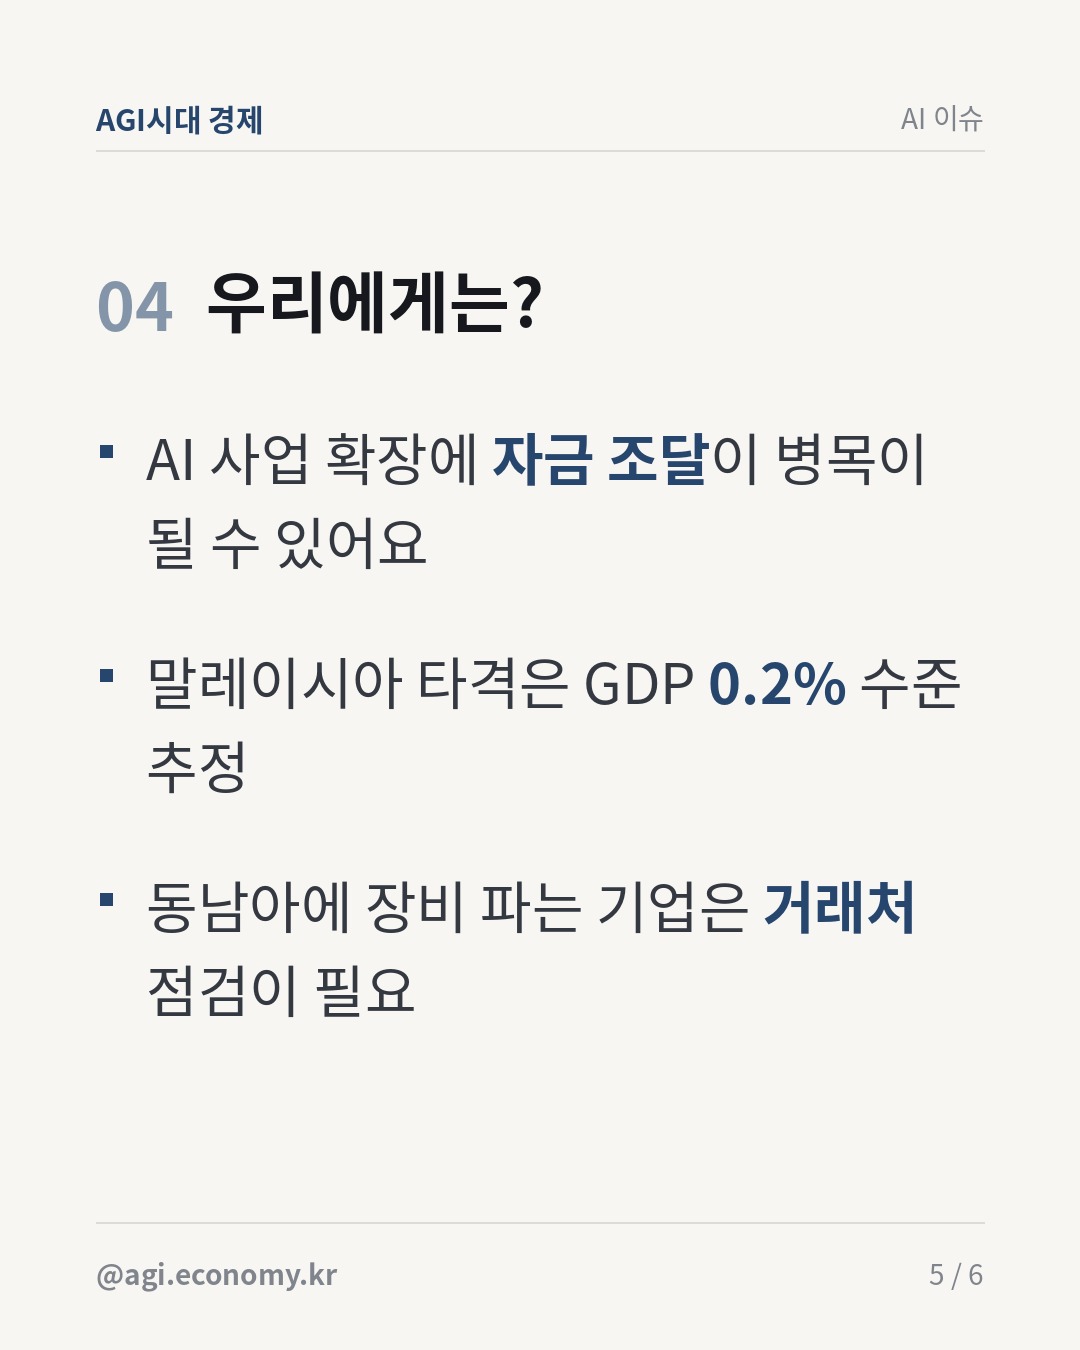 AGI시대 경제
AI 이슈
04 우리에게는?
▪ AI 사업 확장에 자금 조달이 병목이
될 수 있어요
▪ 말레이시아 타격은 GDP 0.2% 수준
추정
▪ 동남아에 장비 파는 기업은 거래처
점검이 필요
@agi.economy.kr
5 / 6